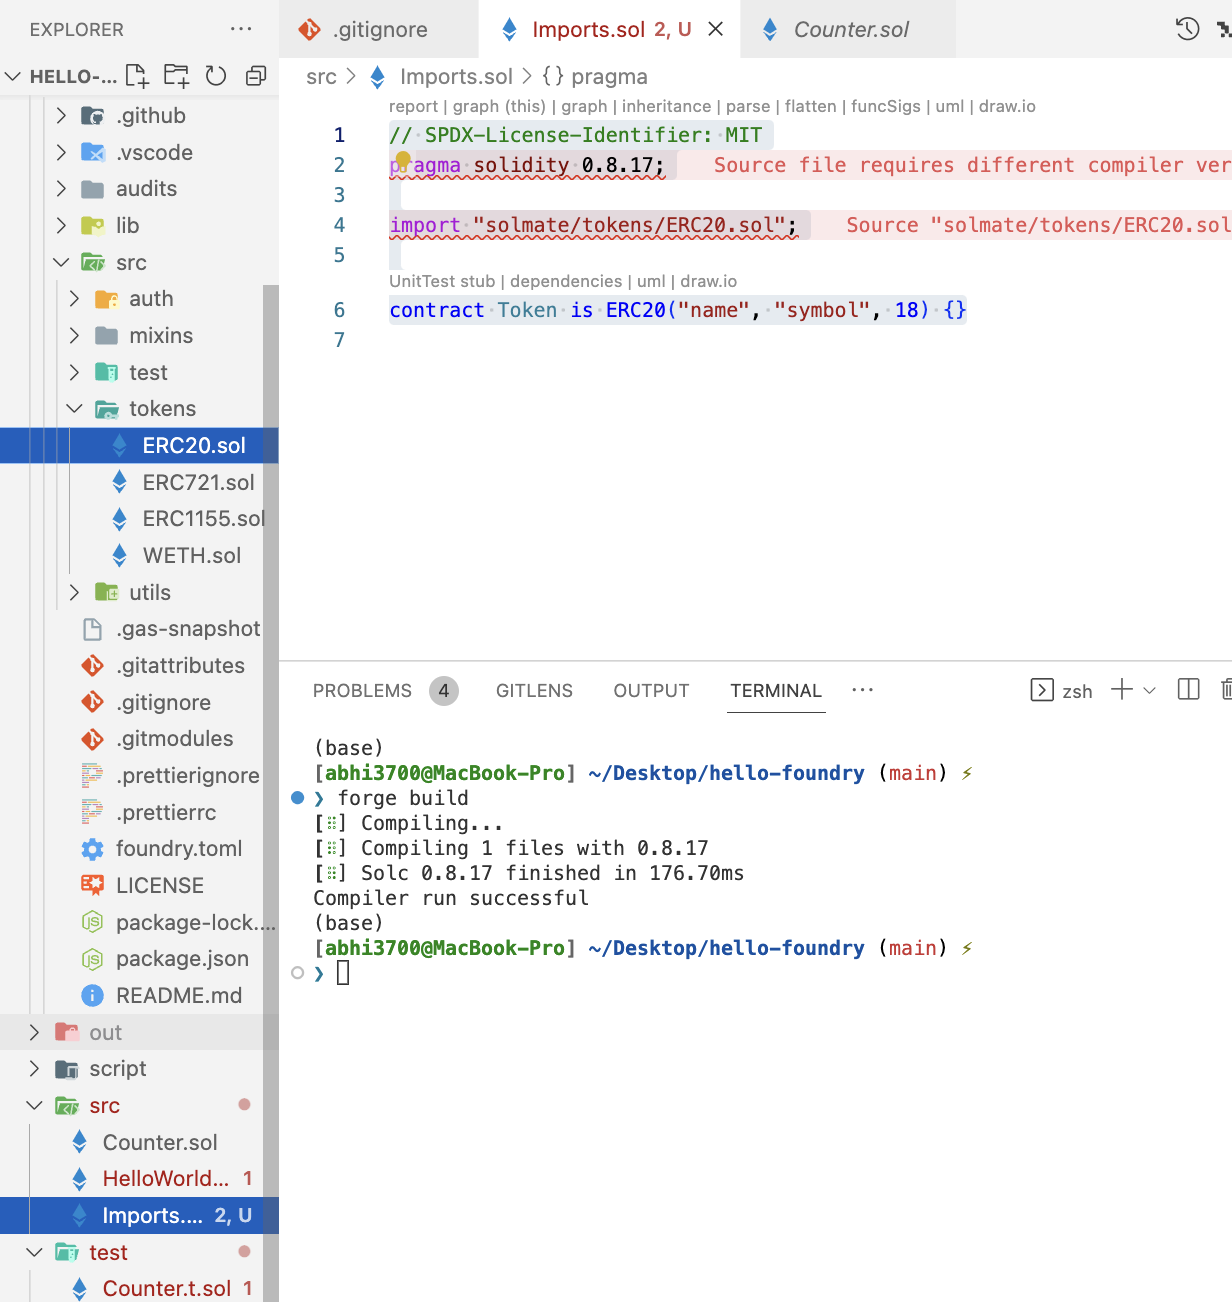 EXPLORER ···
HELLO-...
.github
.vscode
audits
lib
src
auth
mixins
test
tokens
ERC20.sol
ERC721.sol
ERC1155.sol
WETH.sol
utils
.gas-snapshot
.gitattributes
.gitignore
.gitmodules
.prettierignore
.prettierrc
foundry.toml
LICENSE
package-lock....
package.json
README.md
out
script
src
Counter.sol
HelloWorld... 1
Imports.... 2, U
test
Counter.t.sol 1
.gitignore
Imports.sol 2, U
Counter.sol
src > Imports.sol > {} pragma
report | graph (this) | graph | inheritance | parse | flatten | funcSigs | uml | draw.io
1 // SPDX-License-Identifier: MIT
2 pragma solidity 0.8.17; Source file requires different compiler ver
3
4 import "solmate/tokens/ERC20.sol"; Source "solmate/tokens/ERC20.sol
5
UnitTest stub | dependencies | uml | draw.io
6 contract Token is ERC20("name", "symbol", 18) {}
7
PROBLEMS 4 GITLENS OUTPUT TERMINAL ··· zsh
(base)
[abhi3700@MacBook-Pro] ~/Desktop/hello-foundry (main) ⚡
❯ forge build
[⠿] Compiling...
[⠿] Compiling 1 files with 0.8.17
[⠿] Solc 0.8.17 finished in 176.70ms
Compiler run successful
(base)
[abhi3700@MacBook-Pro] ~/Desktop/hello-foundry (main) ⚡
❯